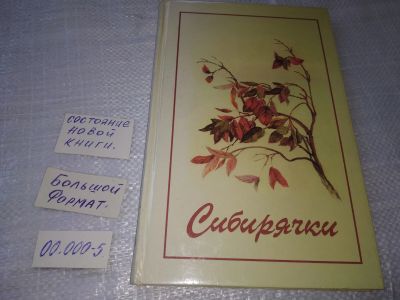 состояние
новой
книги.
Большой
Формат.
00.000-5.
Сибирячки